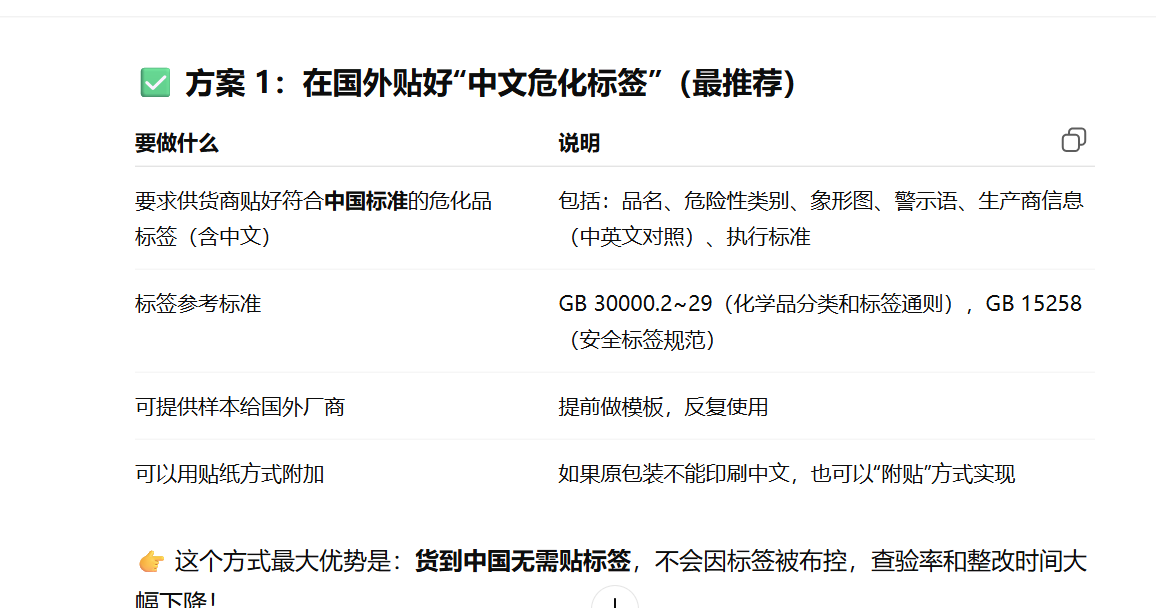 ✅ 方案 1：在国外贴好“中文危化标签”（最推荐）
要做什么 说明
要求供货商贴好符合中国标准的危化品 包括：品名、危险性类别、象形图、警示语、生产商信息
标签（含中文） （中英文对照）、执行标准
标签参考标准 GB 30000.2~29（化学品分类和标签通则），GB 15258
（安全标签规范）
可提供样本给国外厂商 提前做模板，反复使用
可以用贴纸方式附加 如果原包装不能印刷中文，也可以“附贴”方式实现
👉 这个方式最大优势是：货到中国无需贴标签，不会因标签被布控，查验率和整改时间大
幅下降！